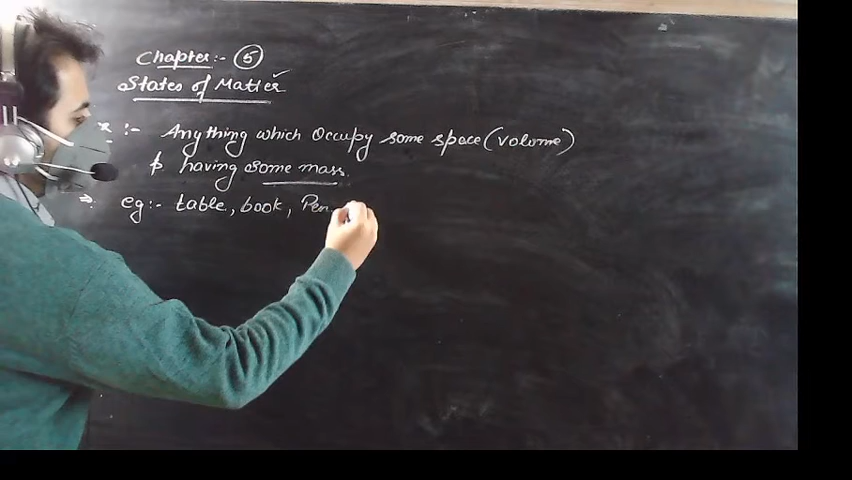 Chapter:- 5
States of Matter
:- Anything which Occupy some space (volume)
& having some mass.
⇒ eg:- table, book, Pen